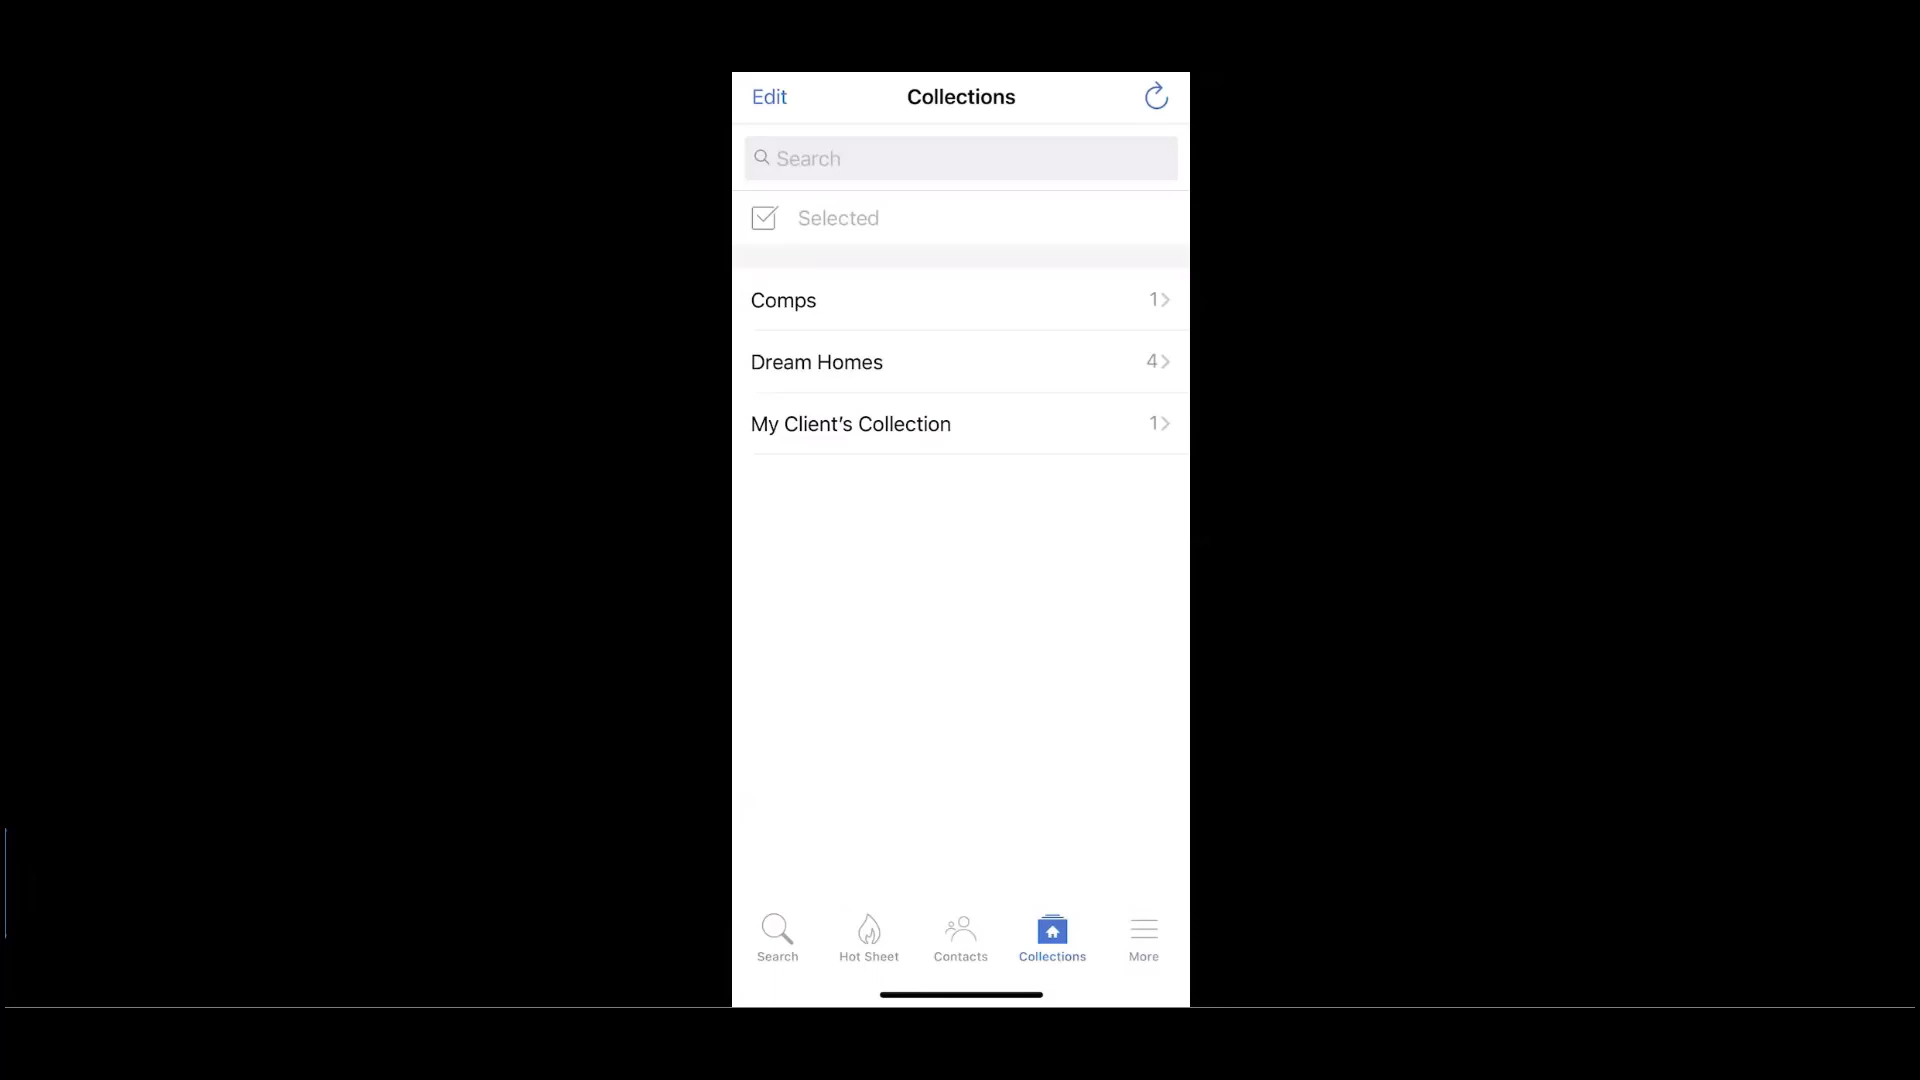 Edit Collections
Search
Selected
Comps 1
Dream Homes 4
My Client's Collection 1
Search Hot Sheet Contacts Collections More